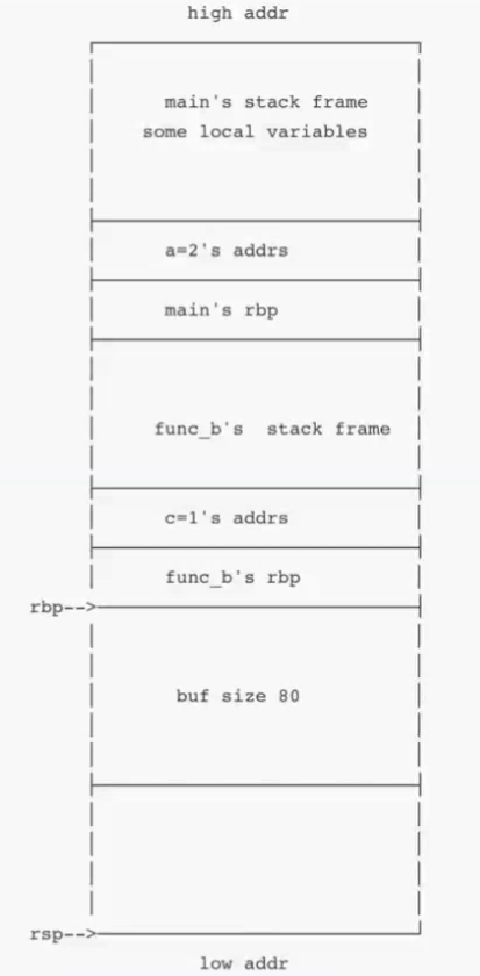 high addr
main's stack frame
some local variables
a=2's addrs
main's rbp
func_b's stack frame
c=1's addrs
func_b's rbp
rbp-->
buf size 80
rsp-->
low addr